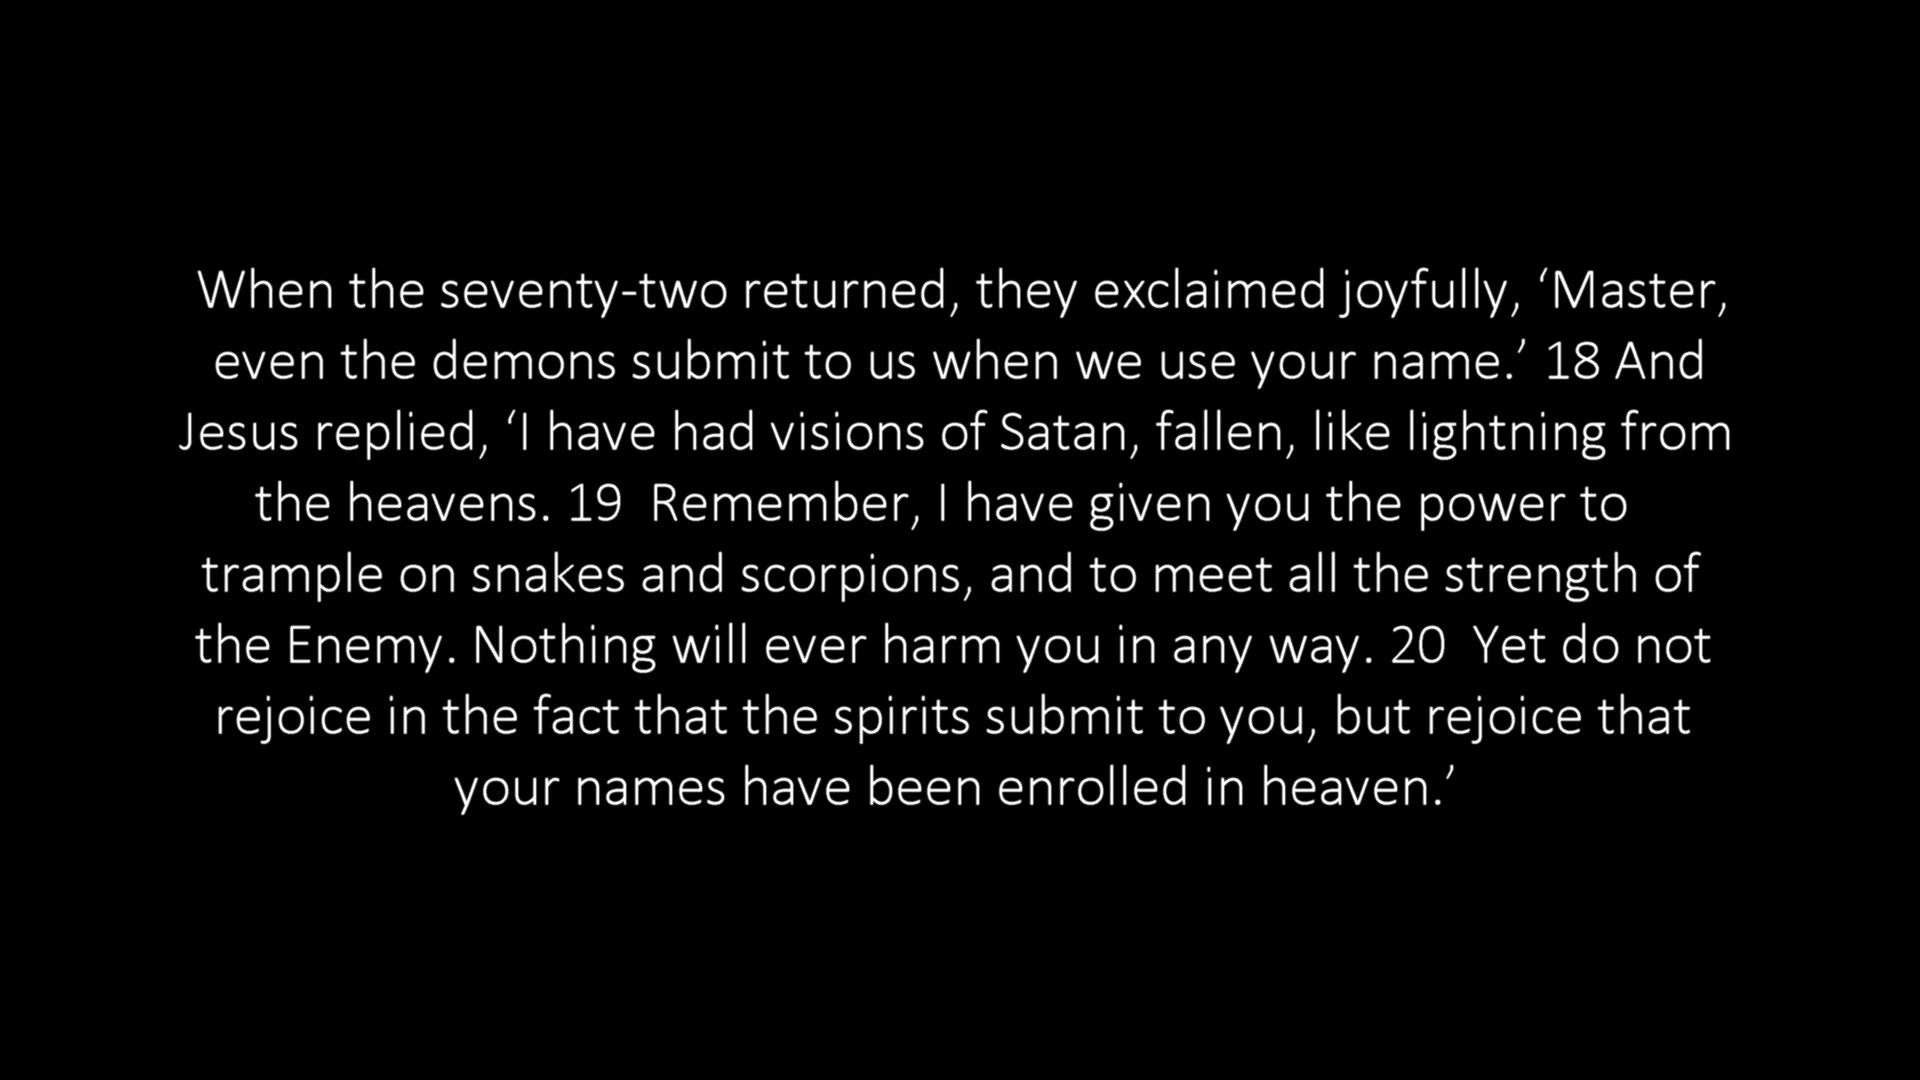 When the seventy-two returned, they exclaimed joyfully, ‘Master,
even the demons submit to us when we use your name.’ 18 And
Jesus replied, ‘I have had visions of Satan, fallen, like lightning from
the heavens. 19  Remember, I have given you the power to
trample on snakes and scorpions, and to meet all the strength of
the Enemy. Nothing will ever harm you in any way. 20  Yet do not
rejoice in the fact that the spirits submit to you, but rejoice that
your names have been enrolled in heaven.’